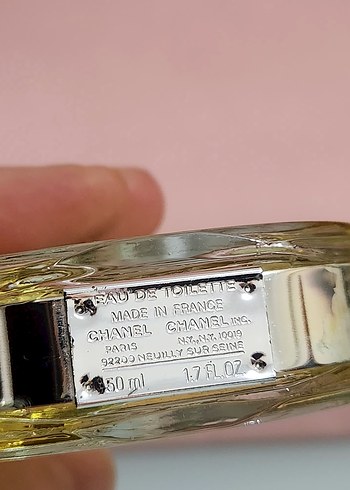 EAU DE TOILETTE
MADE IN FRANCE
CHANEL CHANEL INC.
PARIS N.Y., N.Y. 10019
92200 NEUILLY SUR SEINE
50 ml 1.7 FL.OZ